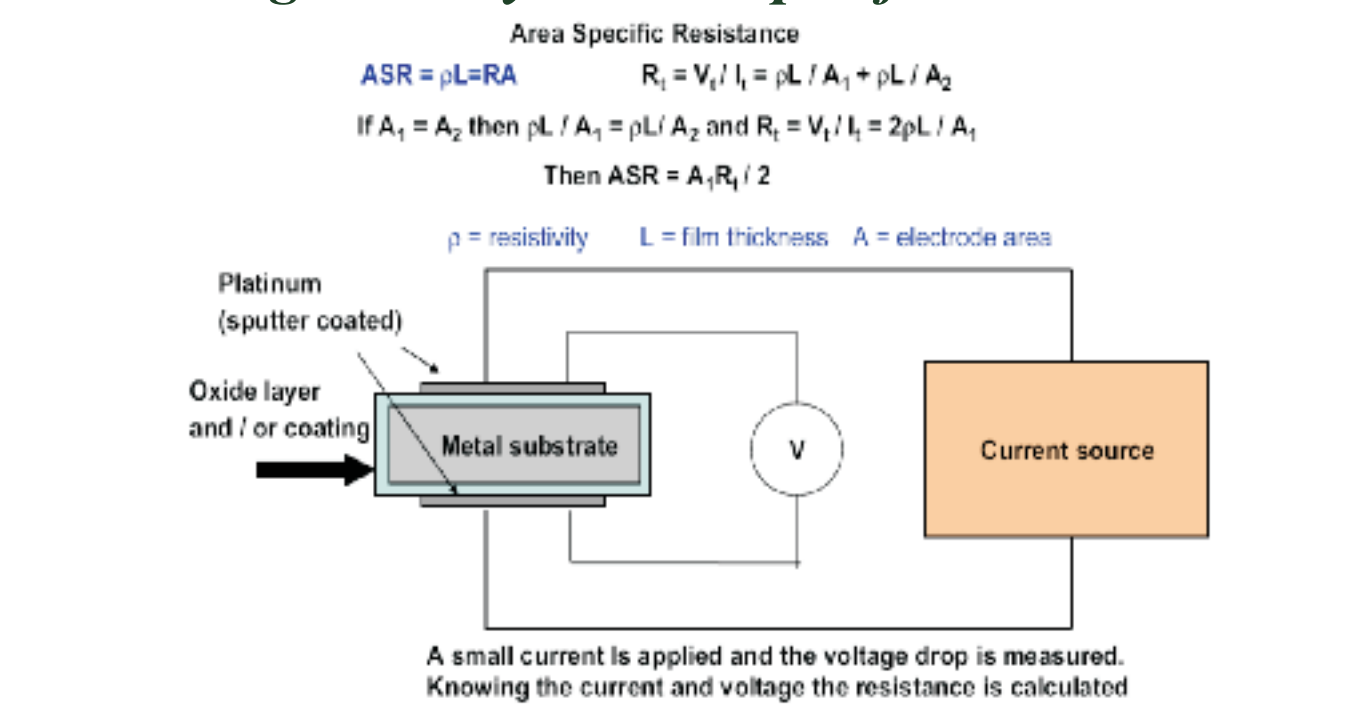 Area Specific Resistance
ASR = ρL=RA Rₜ = Vₜ / Iₜ = ρL / A₁ + ρL / A₂
If A₁ = A₂ then ρL / A₁ = ρL/ A₂ and Rₜ = Vₜ / Iₜ = 2ρL / A₁
Then ASR = A₁Rₜ / 2
ρ = resistivity L = film thickness A = electrode area
Platinum
(sputter coated)
Oxide layer
and / or coating
Metal substrate
V
Current source
A small current Is applied and the voltage drop is measured.
Knowing the current and voltage the resistance is calculated